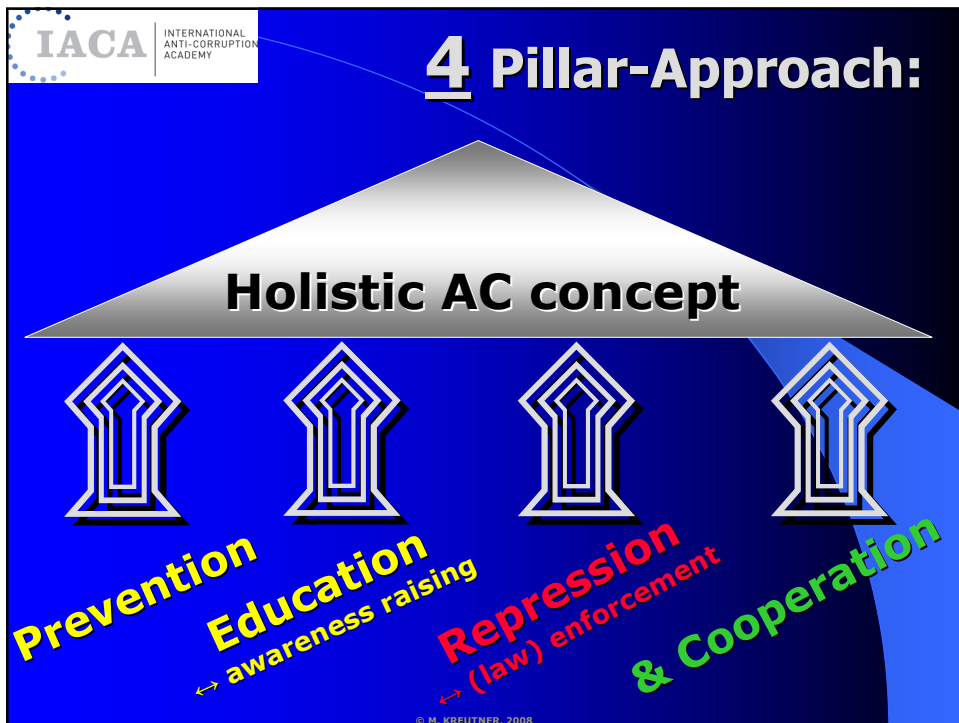 IACA
INTERNATIONAL
ANTI-CORRUPTION
ACADEMY
4 Pillar-Approach:
Holistic AC concept
Prevention
Education
↔ awareness raising
Repression
↔ (law) enforcement
& Cooperation
© M. KREUTNER, 2008